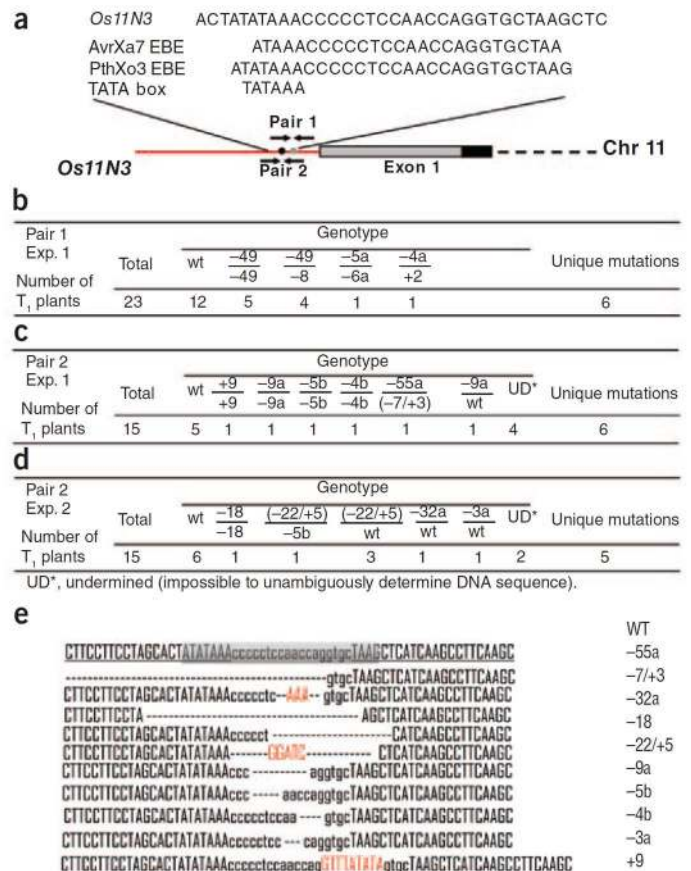 a
Os11N3 ACTATATAAACCCCCTCCAACCAGGTGCTAAGCTC
AvrXa7 EBE ATAAACCCCCTCCAACCAGGTGCTAA
PthXo3 EBE ATATAAACCCCCTCCAACCAGGTGCTAAG
TATA box TATAAA
Pair 1
Os11N3 Pair 2 Exon 1 Chr 11
b
Pair 1 Genotype
Exp. 1 Total wt −49/−49 −49/−8 −5a/−6a −4a/+2 Unique mutations
Number of
T1 plants 23 12 5 4 1 1 6
c
Pair 2 Genotype
Exp. 1 Total wt +9/+9 −9a/−9a −5b/−5b −4b/−4b −55a/(−7/+3) −9a/wt UD* Unique mutations
Number of
T1 plants 15 5 1 1 1 1 1 1 4 6
d
Pair 2 Genotype
Exp. 2 Total wt −18/−18 (−22/+5)/−5b (−22/+5)/wt −32a/wt −3a/wt UD* Unique mutations
Number of
T1 plants 15 6 1 1 3 1 1 2 5
UD*, undermined (impossible to unambiguously determine DNA sequence).
e
WT
CTTCCTTCCTAGCACTATATAAAcccccctccaaccaggtgcTAAGCTCATCAAGCCTTCAAGC −55a
----------------------------------------gtgcTAAGCTCATCAAGCCTTCAAGC −7/+3
CTTCCTTCCTAGCACTATATAAAccccctc--AAA--gtgcTAAGCTCATCAAGCCTTCAAGC −32a
CTTCCTTCCTA--------------------------------AGCTCATCAAGCCTTCAAGC −18
CTTCCTTCCTAGCACTATATAAAcccccct------------------CATCAAGCCTTCAAGC −22/+5
CTTCCTTCCTAGCACTATATAAA------GGATC----------CTCATCAAGCCTTCAAGC −9a
CTTCCTTCCTAGCACTATATAAAccc---------aggtgcTAAGCTCATCAAGCCTTCAAGC −5b
CTTCCTTCCTAGCACTATATAAAccc-----aaccaggtgcTAAGCTCATCAAGCCTTCAAGC −4b
CTTCCTTCCTAGCACTATATAAAccccctccaa----gtgcTAAGCTCATCAAGCCTTCAAGC −3a
CTTCCTTCCTAGCACTATATAAAccccctcc---caggtgcTAAGCTCATCAAGCCTTCAAGC +9
CTTCCTTCCTAGCACTATATAAAccccctccaaccagGTTTATATAgtgcTAAGCTCATCAAGCCTTCAAGC